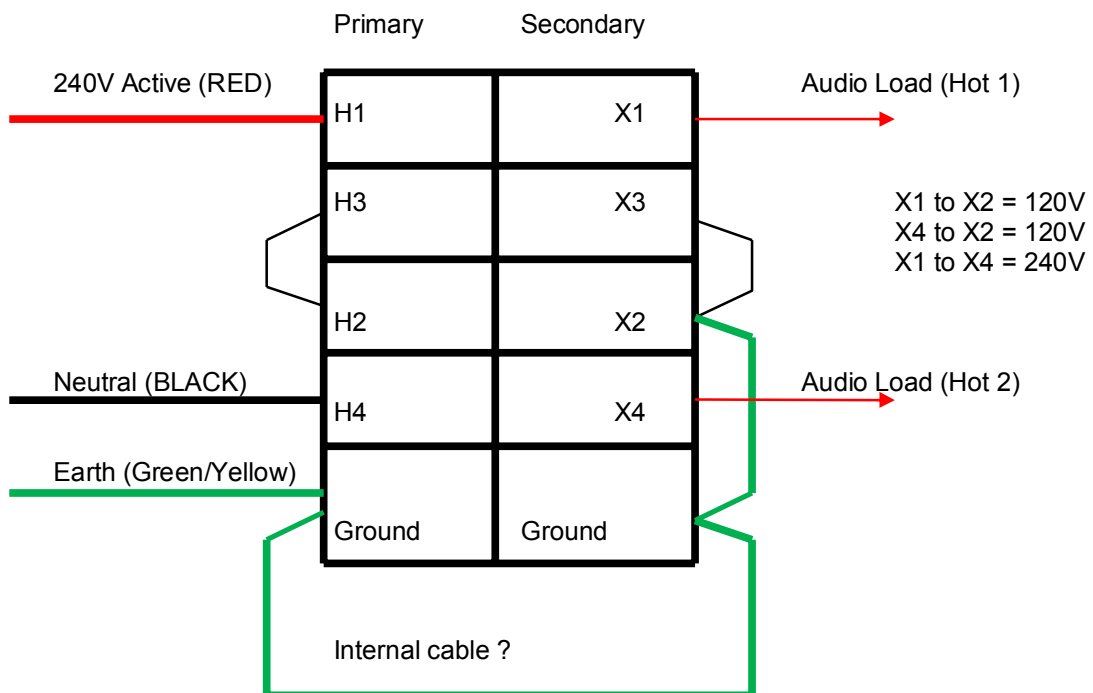 Primary Secondary
240V Active (RED) Audio Load (Hot 1)
H1 X1
H3 X3
X1 to X2 = 120V
X4 to X2 = 120V
X1 to X4 = 240V
H2 X2
Neutral (BLACK) Audio Load (Hot 2)
H4 X4
Earth (Green/Yellow)
Ground Ground
Internal cable ?